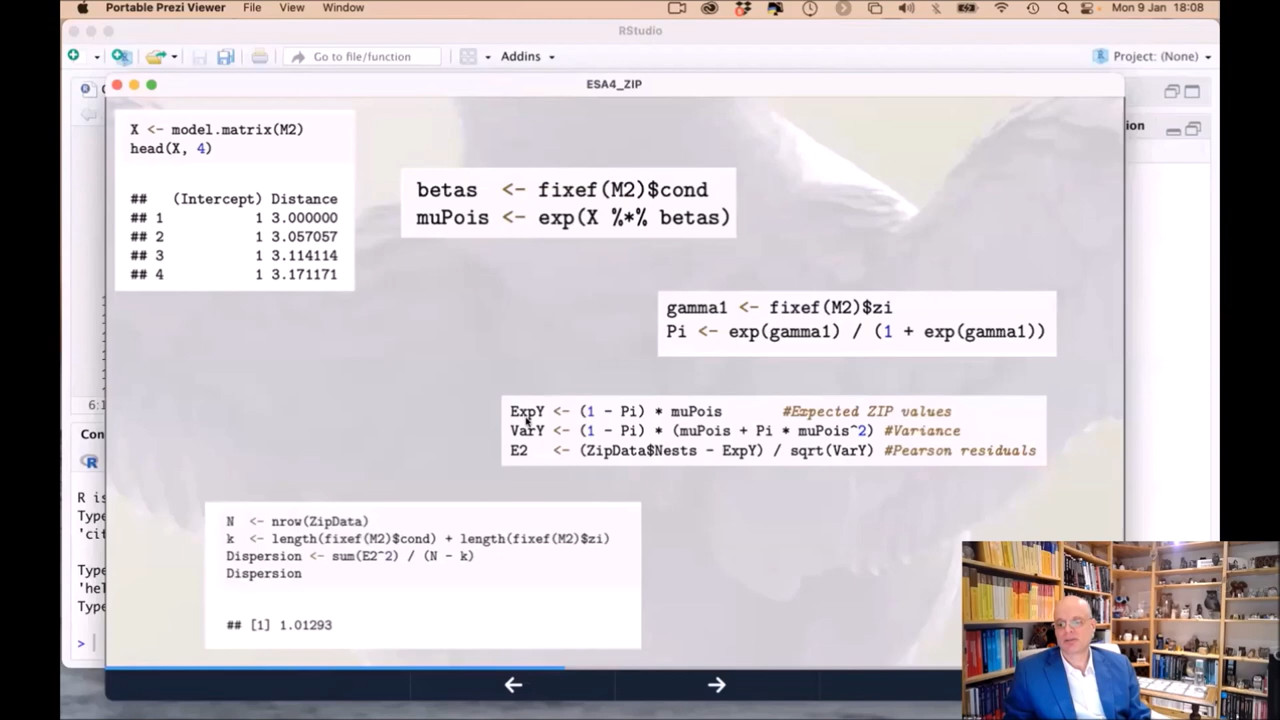 Portable Prezi Viewer File View Window Mon 9 Jan 18:08
RStudio
Go to file/function Addins Project: (None)
ESA4_ZIP
X <- model.matrix(M2)
head(X, 4)
## (Intercept) Distance
## 1 1 3.000000
## 2 1 3.057057
## 3 1 3.114114
## 4 1 3.171171
betas <- fixef(M2)$cond
muPois <- exp(X %*% betas)
gamma1 <- fixef(M2)$zi
Pi <- exp(gamma1) / (1 + exp(gamma1))
ExpY <- (1 - Pi) * muPois #Expected ZIP values
VarY <- (1 - Pi) * (muPois + Pi * muPois^2) #Variance
E2 <- (ZipData$Nests - ExpY) / sqrt(VarY) #Pearson residuals
N <- nrow(ZipData)
k <- length(fixef(M2)$cond) + length(fixef(M2)$zi)
Dispersion <- sum(E2^2) / (N - k)
Dispersion
## [1] 1.01293
ion
6:1
Con
R
R is
Type
'cit
Type
'hel
Type
>